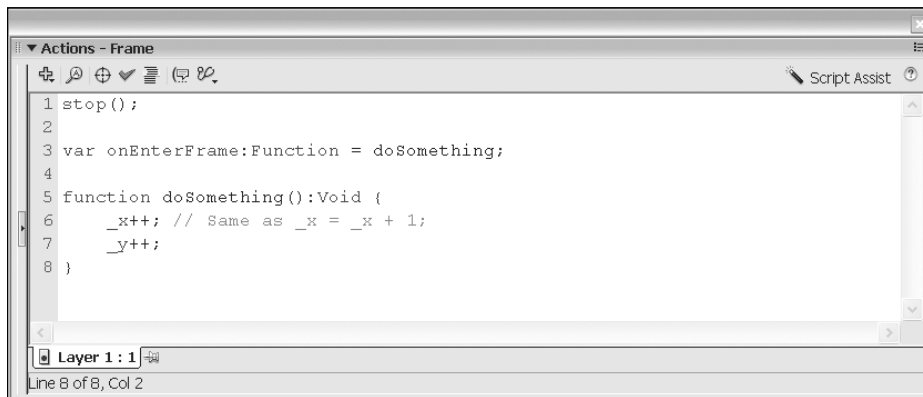 Actions - Frame
Script Assist
1 stop();
2
3 var onEnterFrame:Function = doSomething;
4
5 function doSomething():Void {
6     _x++; // Same as _x = _x + 1;
7     _y++;
8 }
Layer 1 : 1
Line 8 of 8, Col 2